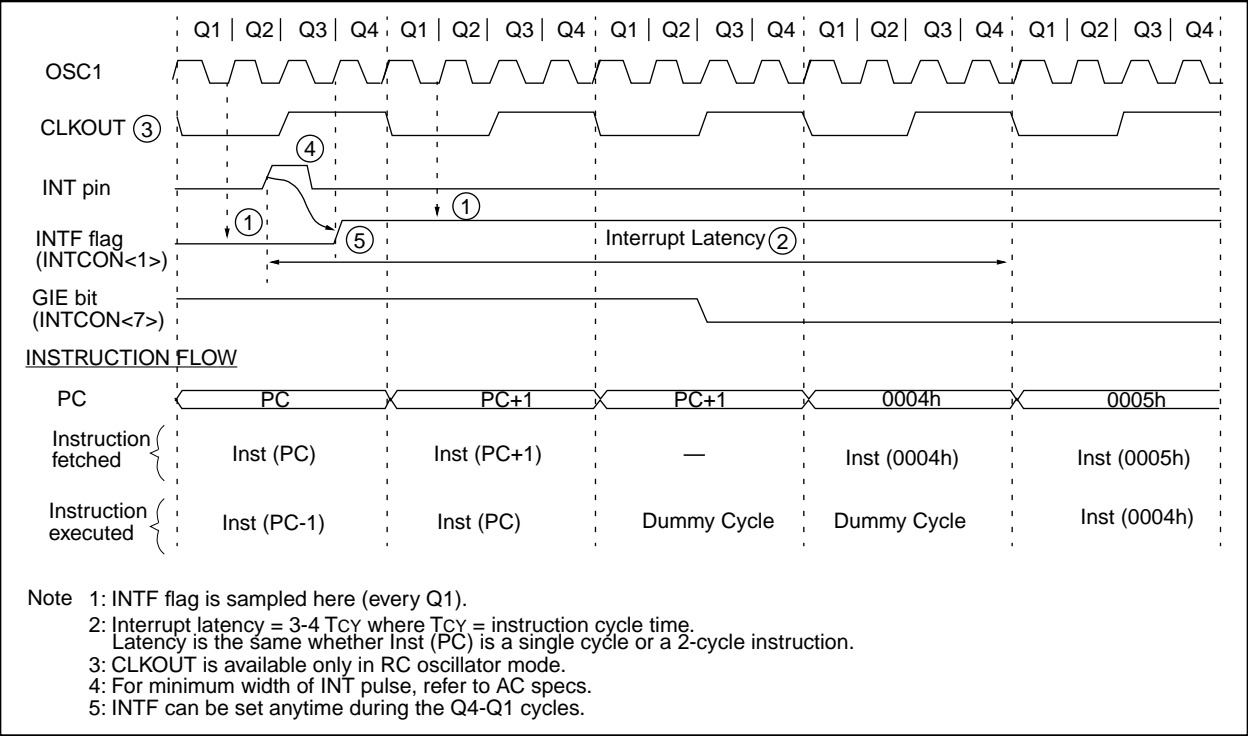 Q1 | Q2 | Q3 | Q4 Q1 | Q2 | Q3 | Q4 Q1 | Q2 | Q3 | Q4 Q1 | Q2 | Q3 | Q4 Q1 | Q2 | Q3 | Q4
OSC1
CLKOUT 3
4
INT pin
1
1
INTF flag
(INTCON<1>)
5
Interrupt Latency 2
GIE bit
(INTCON<7>)
INSTRUCTION FLOW
PC PC PC+1 PC+1 0004h 0005h
Instruction
fetched
Inst (PC) Inst (PC+1) — Inst (0004h) Inst (0005h)
Instruction
executed
Inst (PC-1) Inst (PC) Dummy Cycle Dummy Cycle Inst (0004h)
Note 1: INTF flag is sampled here (every Q1).
2: Interrupt latency = 3-4 TCY where TCY = instruction cycle time.
Latency is the same whether Inst (PC) is a single cycle or a 2-cycle instruction.
3: CLKOUT is available only in RC oscillator mode.
4: For minimum width of INT pulse, refer to AC specs.
5: INTF can be set anytime during the Q4-Q1 cycles.